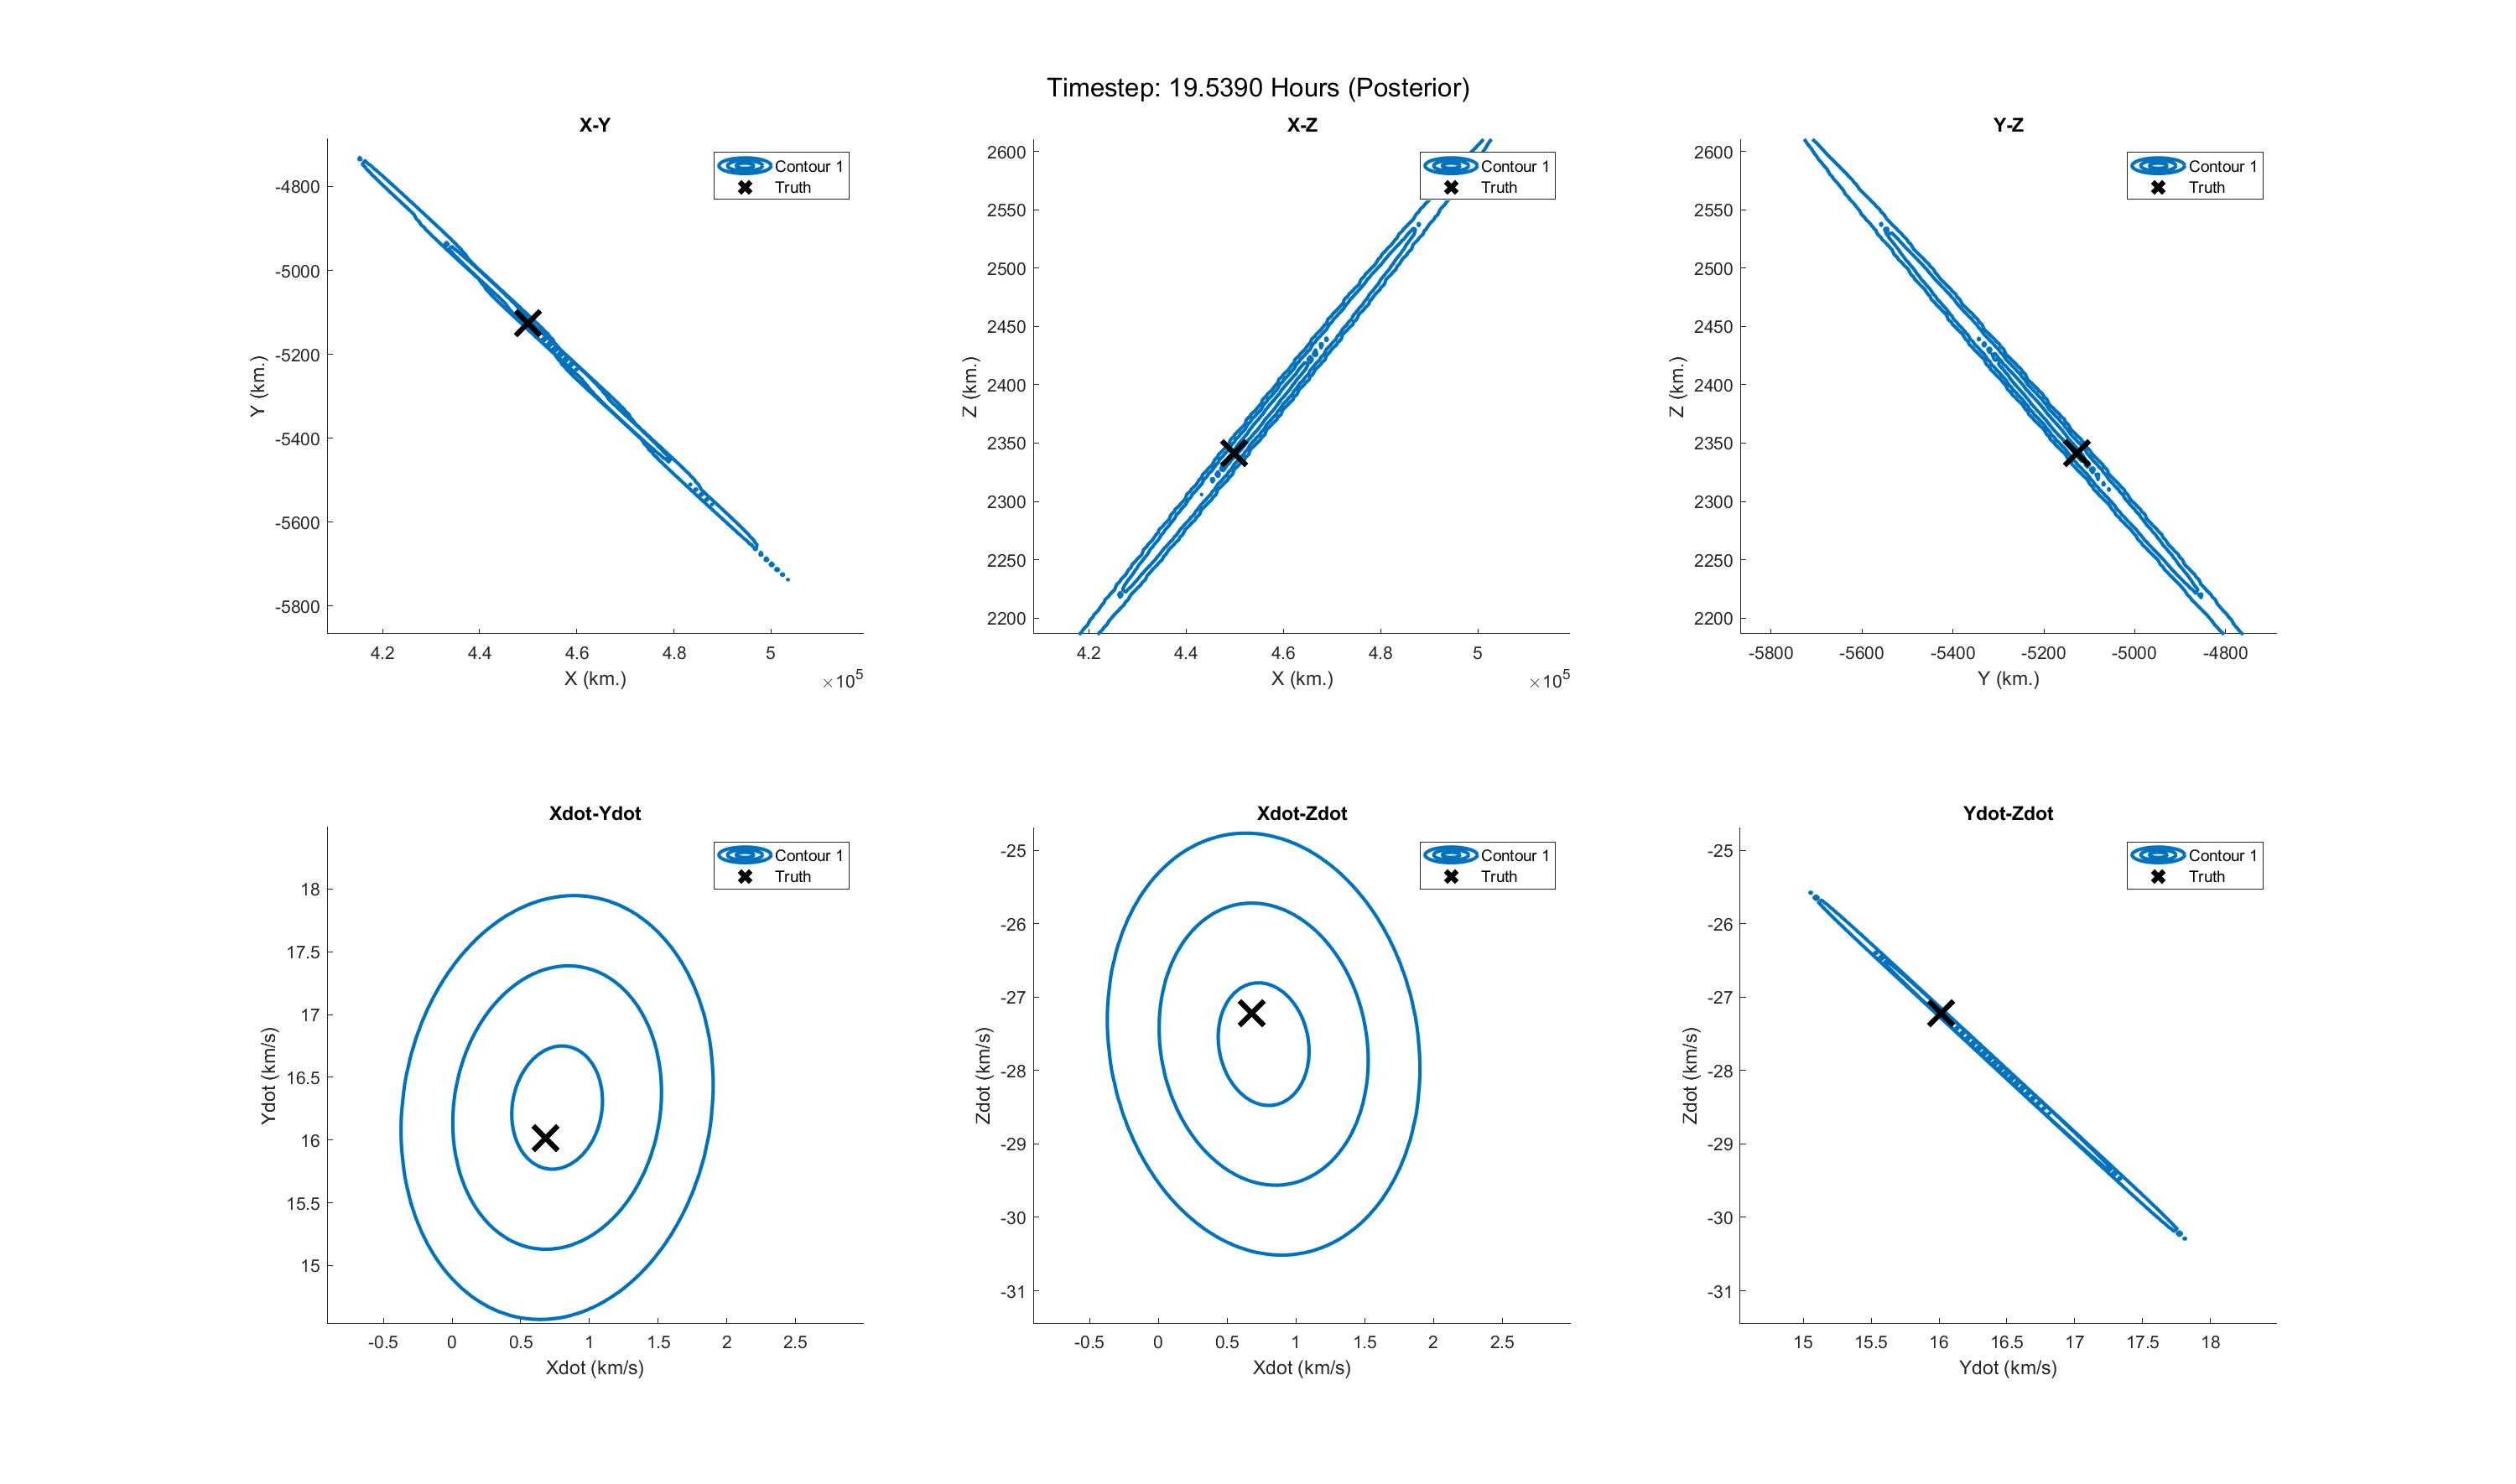 Timestep: 19.5390 Hours (Posterior)
X-Y
Contour 1
Truth
-4800
-5000
-5200
-5400
-5600
-5800
Y (km.)
4.2 4.4 4.6 4.8 5
X (km.)
×10^5
X-Z
Contour 1
Truth
2600
2550
2500
2450
2400
2350
2300
2250
2200
Z (km.)
4.2 4.4 4.6 4.8 5
X (km.)
×10^5
Y-Z
Contour 1
Truth
2600
2550
2500
2450
2400
2350
2300
2250
2200
Z (km.)
-5800 -5600 -5400 -5200 -5000 -4800
Y (km.)
Xdot-Ydot
Contour 1
Truth
18
17.5
17
16.5
16
15.5
15
Ydot (km/s)
-0.5 0 0.5 1 1.5 2 2.5
Xdot (km/s)
Xdot-Zdot
Contour 1
Truth
-25
-26
-27
-28
-29
-30
-31
Zdot (km/s)
-0.5 0 0.5 1 1.5 2 2.5
Xdot (km/s)
Ydot-Zdot
Contour 1
Truth
-25
-26
-27
-28
-29
-30
-31
Zdot (km/s)
15 15.5 16 16.5 17 17.5 18
Ydot (km/s)